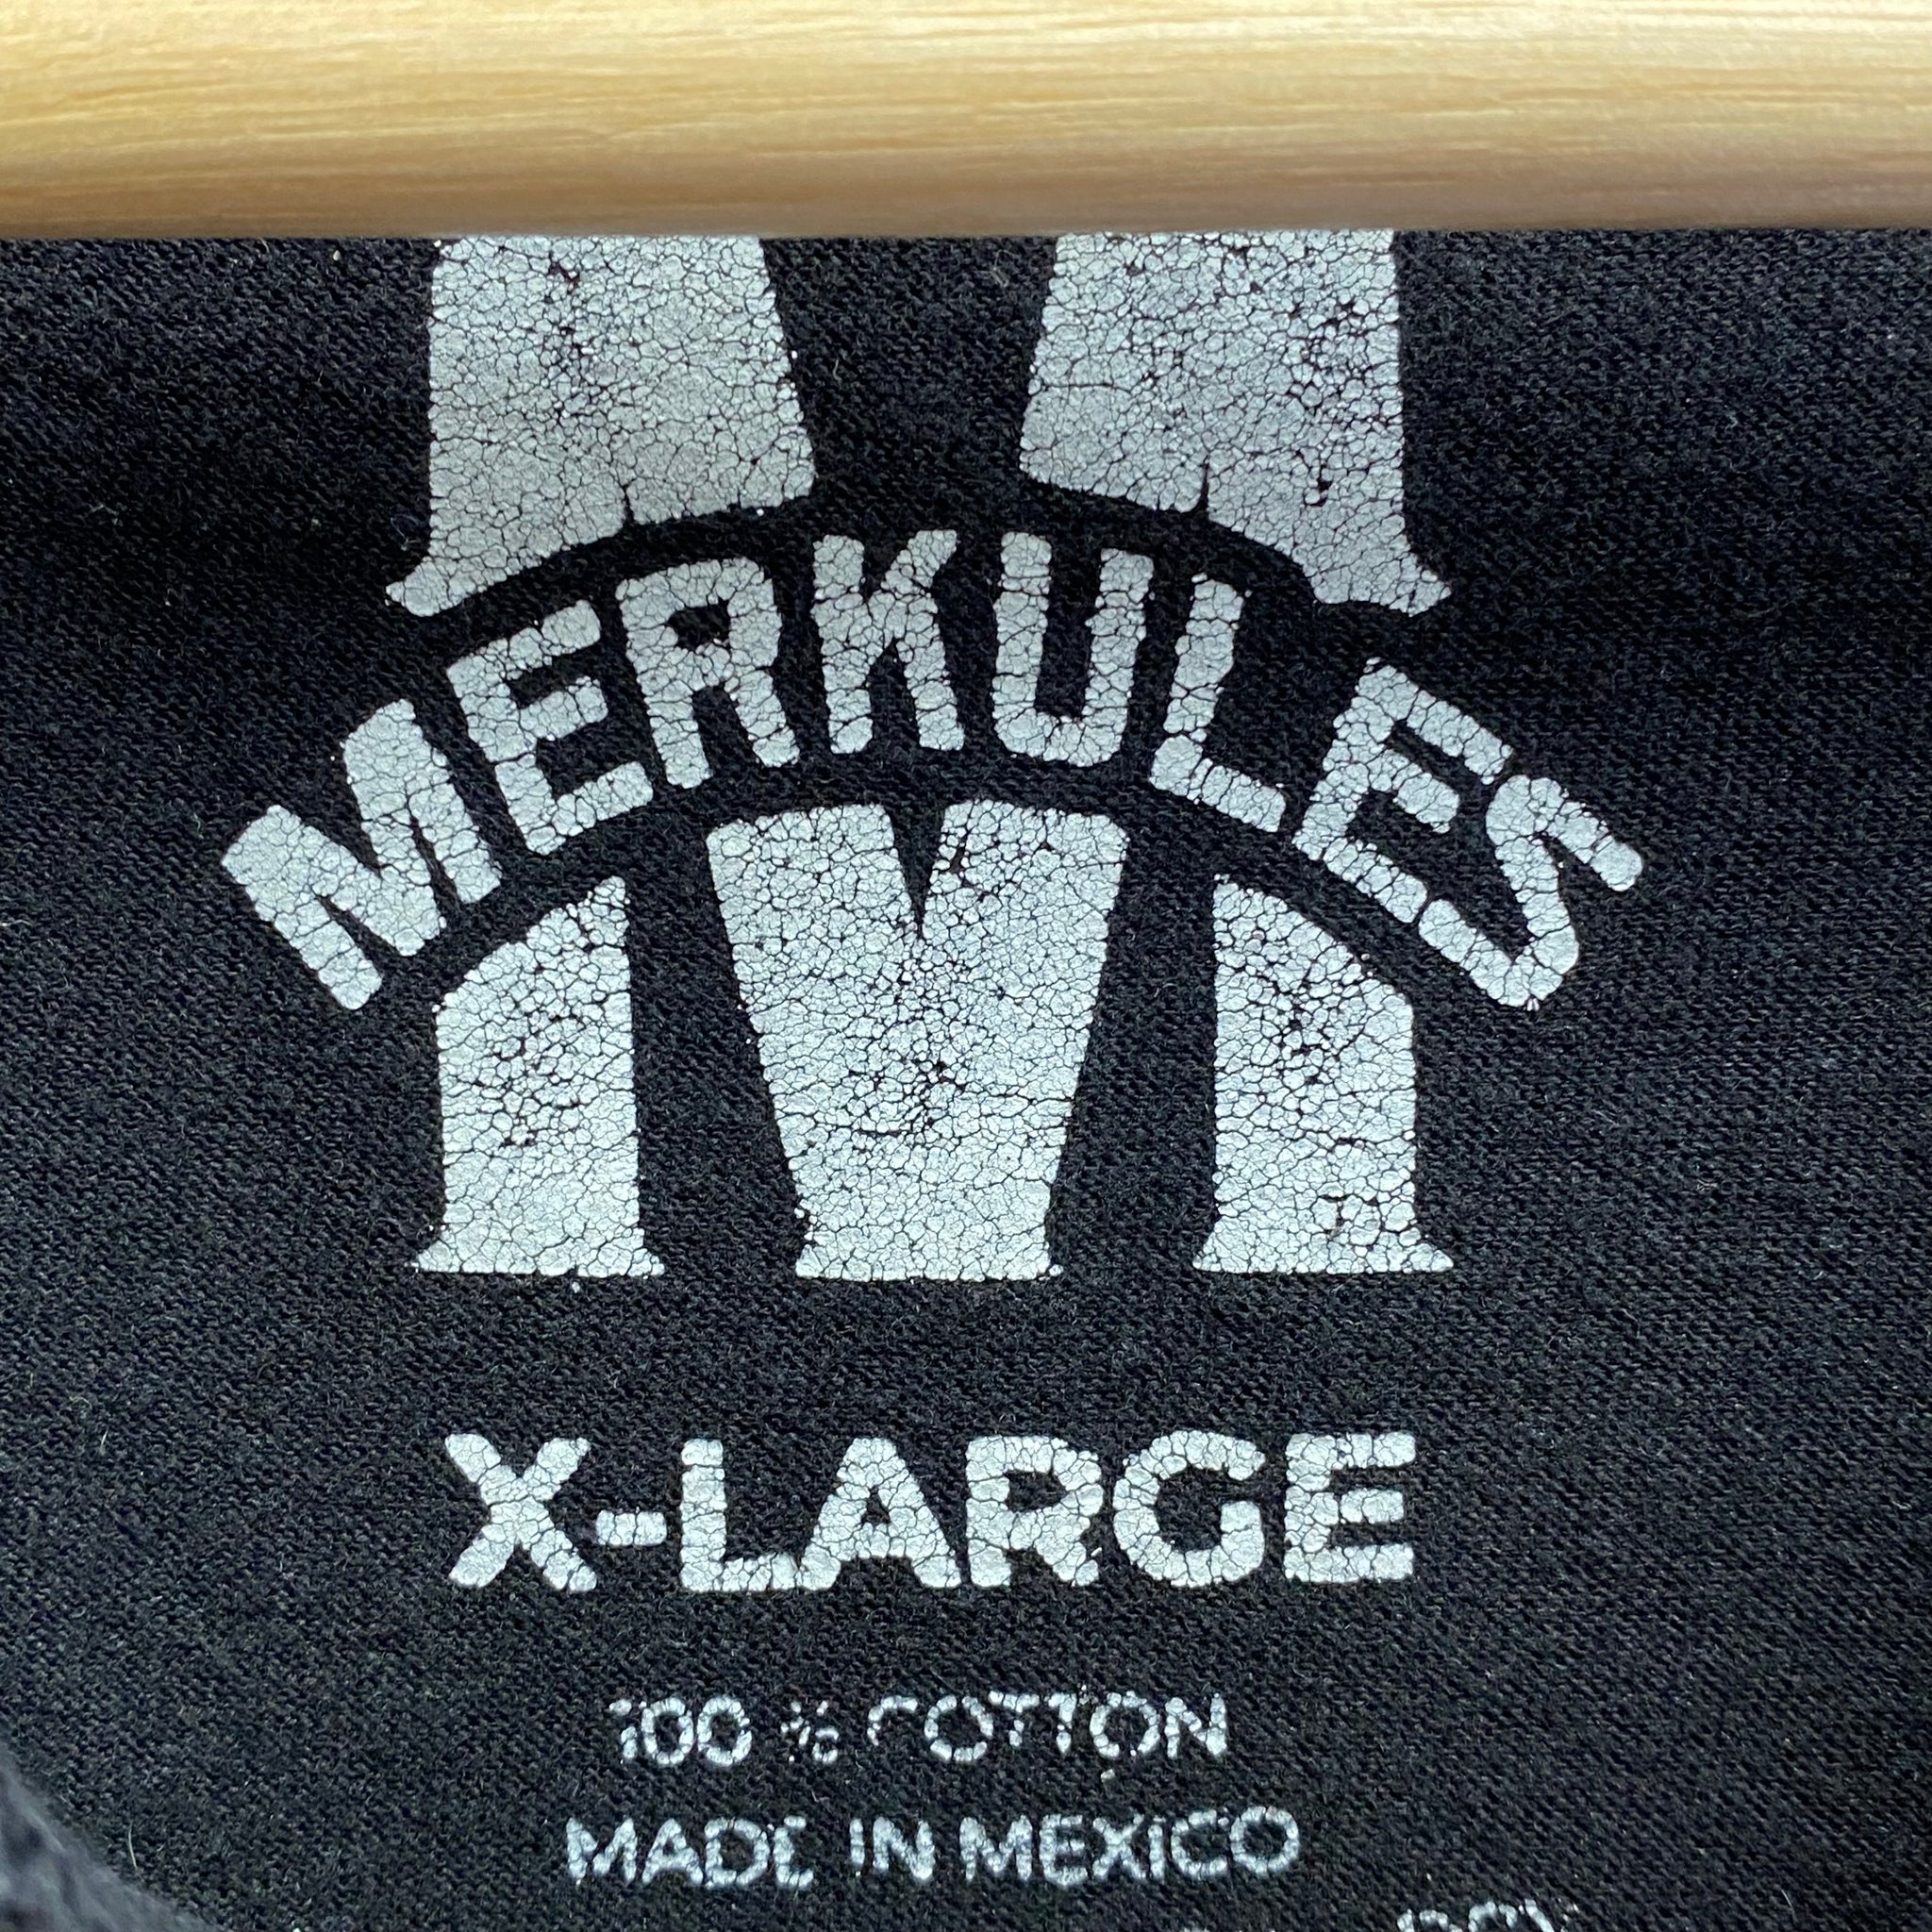 MERKULES
X-LARGE
100 % COTTON
MADE IN MEXICO